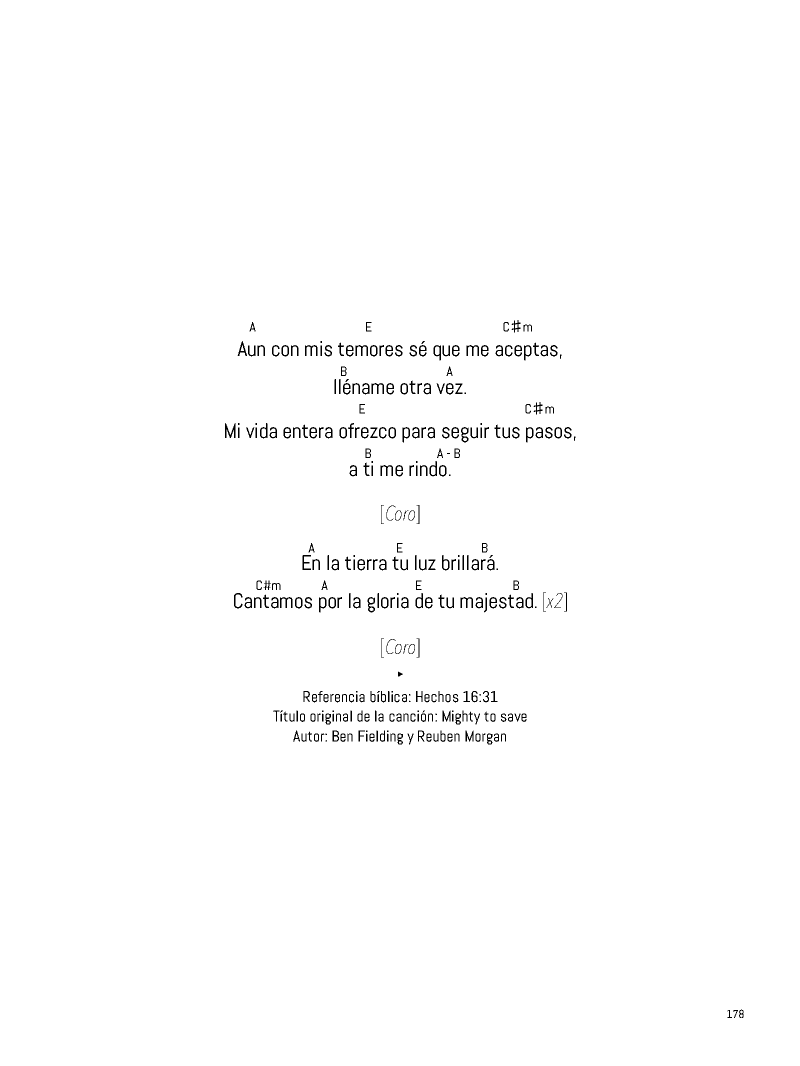 A E C♯m
Aun con mis temores sé que me aceptas,
B A
lléname otra vez.
E C♯m
Mi vida entera ofrezco para seguir tus pasos,
B A - B
a ti me rindo.
[Coro]
A E B
En la tierra tu luz brillará.
C#m A E B
Cantamos por la gloria de tu majestad. [x2]
[Coro]
▸
Referencia bíblica: Hechos 16:31
Título original de la canción: Mighty to save
Autor: Ben Fielding y Reuben Morgan
178